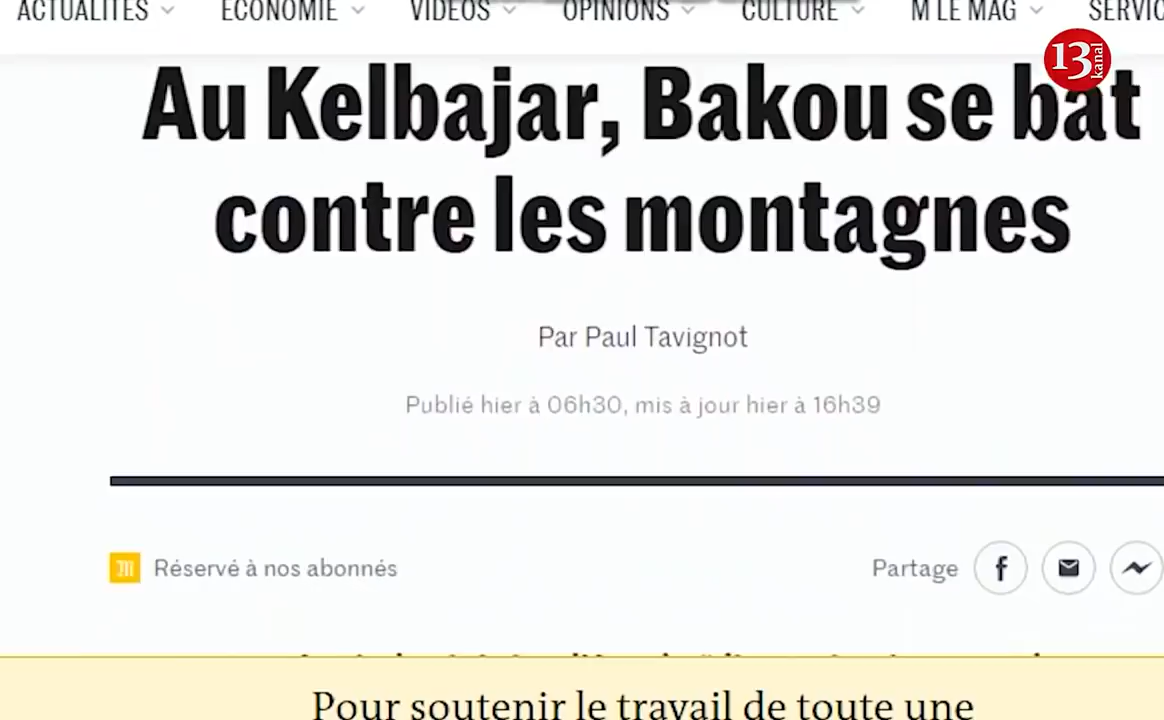 ACTUALITÉS ÉCONOMIE VIDÉOS OPINIONS CULTURE M LE MAG
13 kanal
Au Kelbajar, Bakou se bat
contre les montagnes
Par Paul Tavignot
Publié hier à 06h30, mis à jour hier à 16h39
Réservé à nos abonnés
Partage
Pour soutenir le travail de toute une